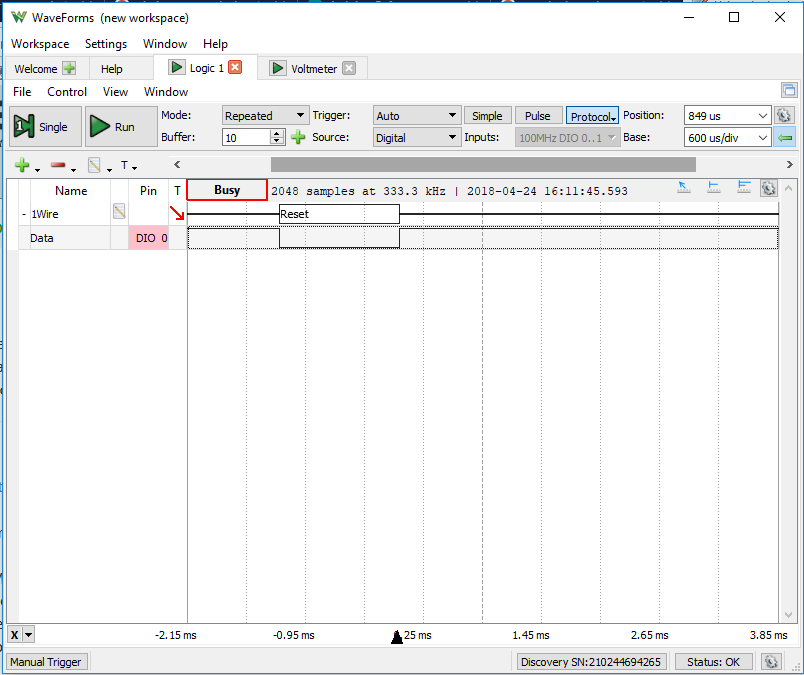 WaveForms (new workspace)
Workspace Settings Window Help
Welcome Help Logic 1 Voltmeter
File Control View Window
Single Run Mode: Repeated Trigger: Auto Simple Pulse Protocol Position: 849 us
Buffer: 10 Source: Digital Inputs: 100MHz DIO 0..1 Base: 600 us/div
T
Name Pin T Busy 2048 samples at 333.3 kHz | 2018-04-24 16:11:45.593
- 1Wire Reset
Data DIO 0
X -2.15 ms -0.95 ms .25 ms 1.45 ms 2.65 ms 3.85 ms
Manual Trigger Discovery SN:210244694265 Status: OK